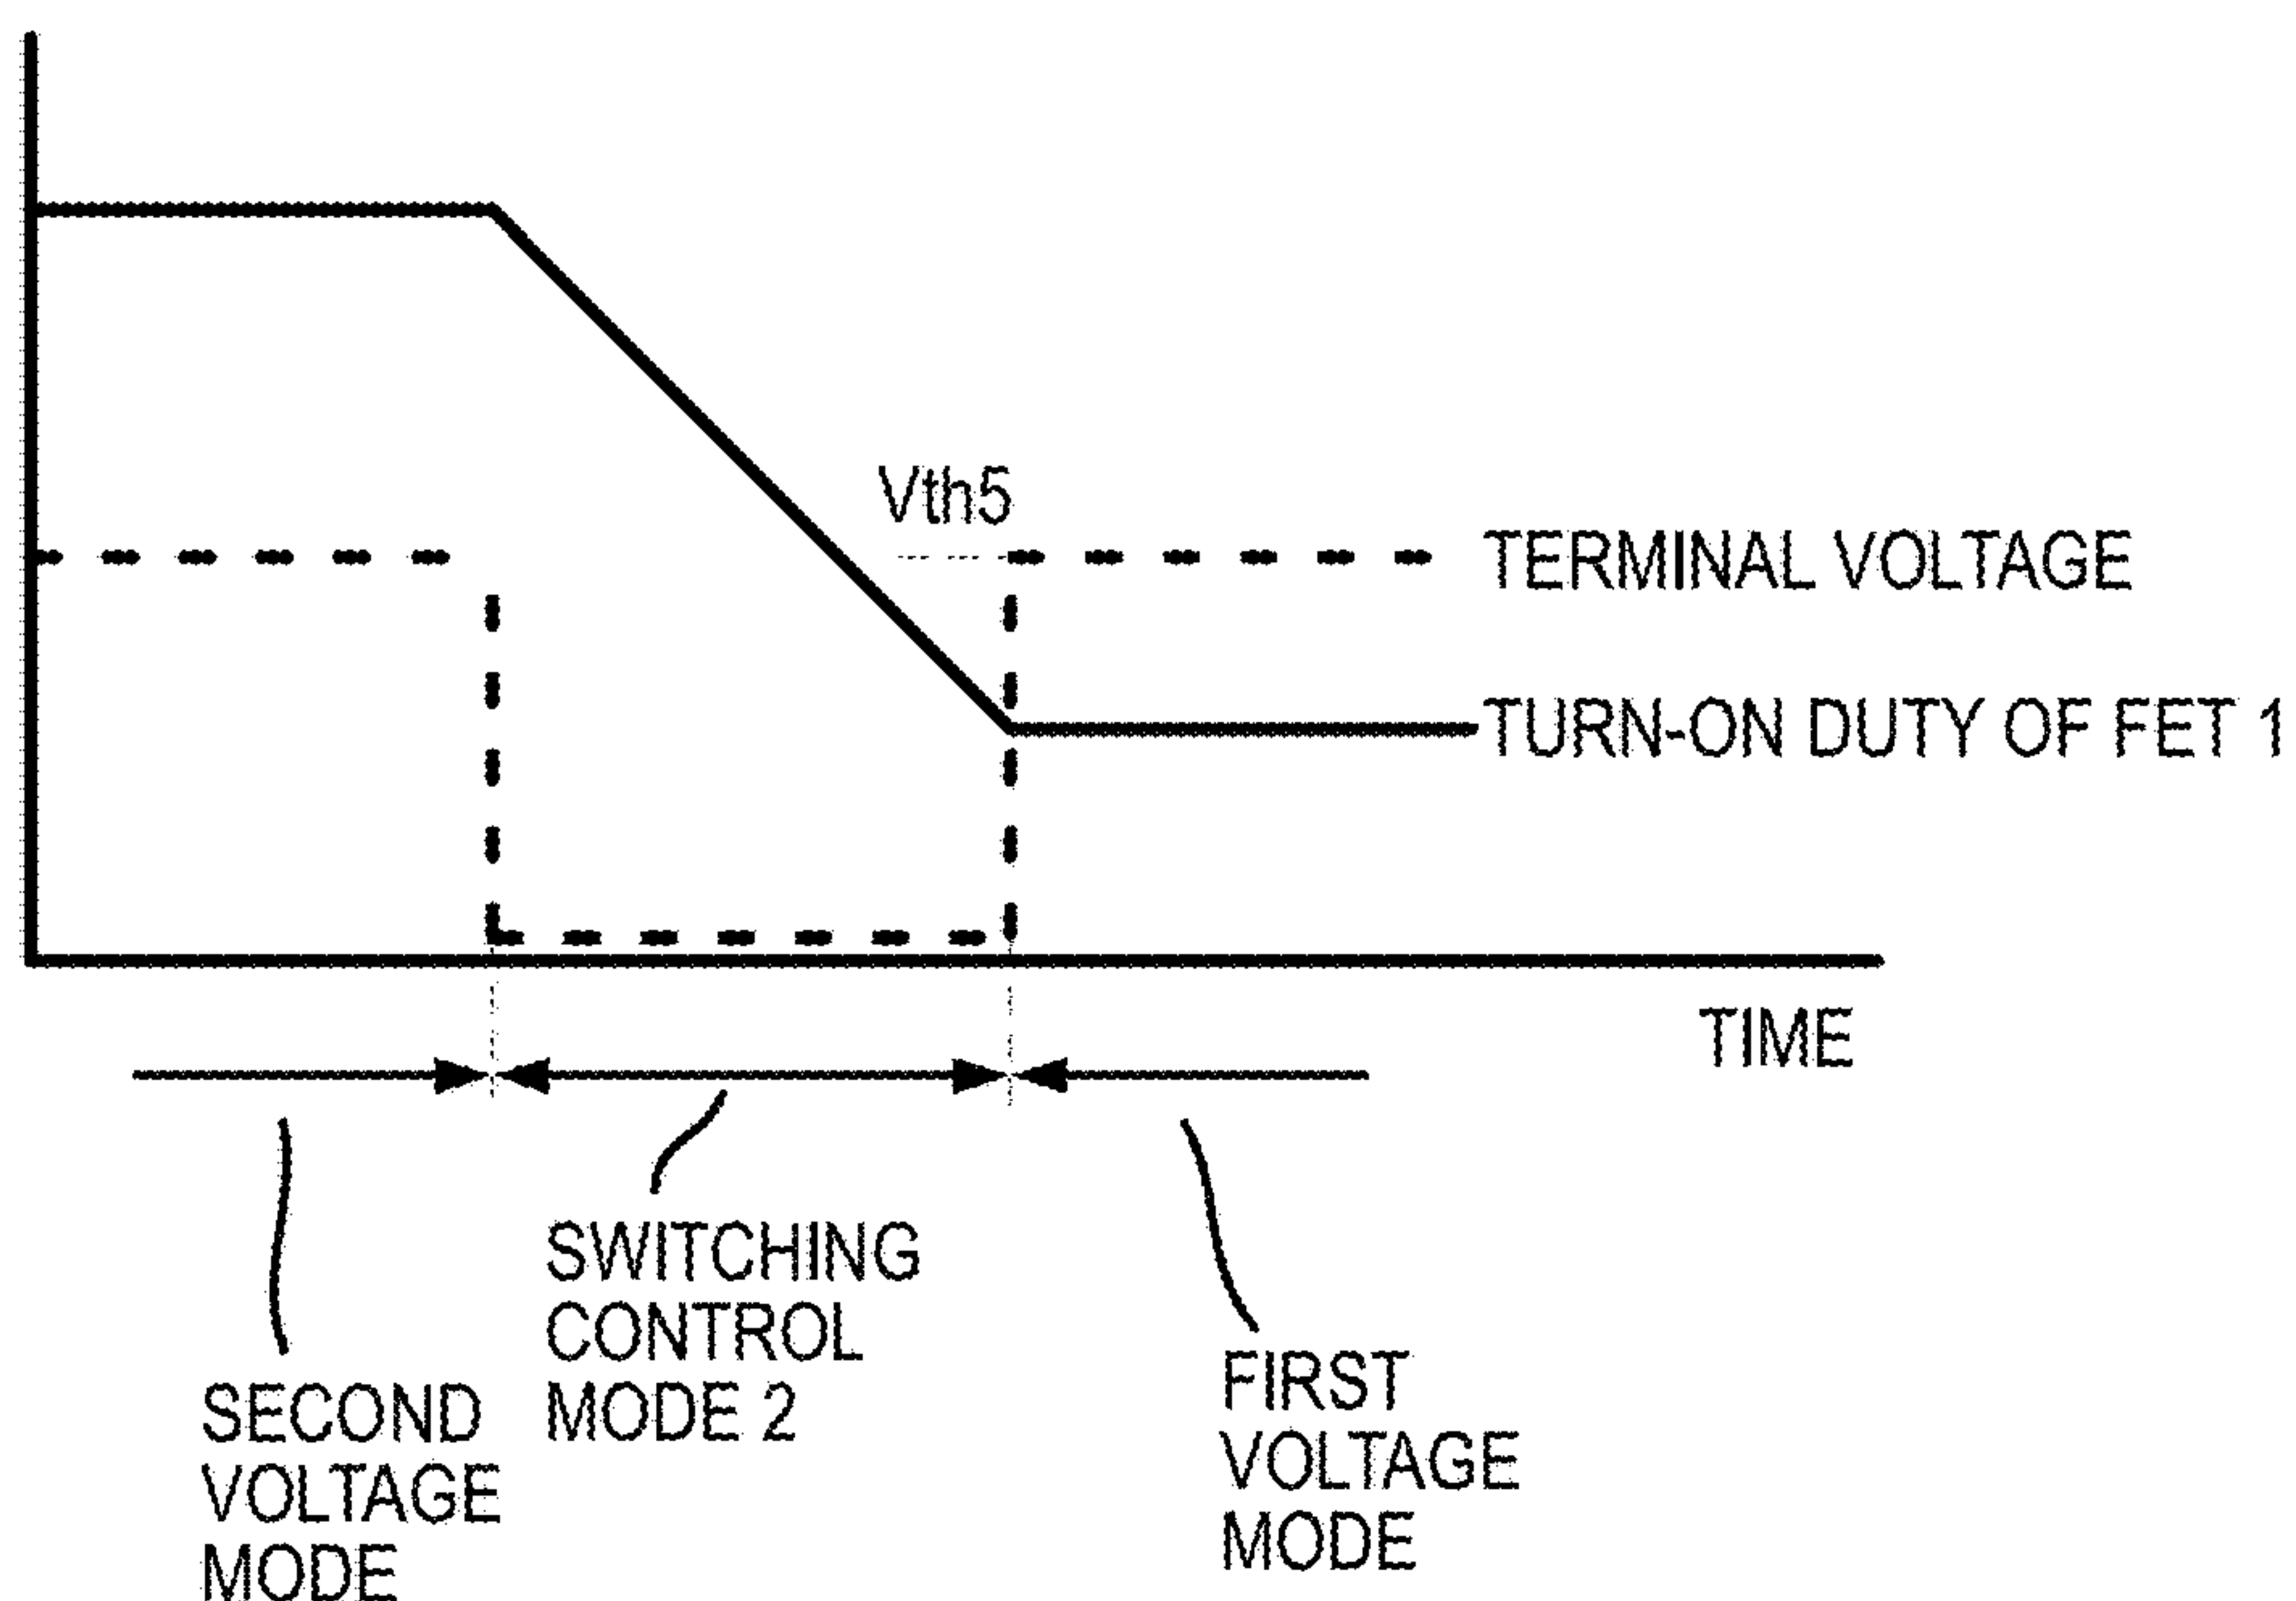 Vth5
TERMINAL VOLTAGE
TURN-ON DUTY OF FET 1
TIME
SWITCHING
CONTROL
MODE 2
SECOND
VOLTAGE
MODE
FIRST
VOLTAGE
MODE